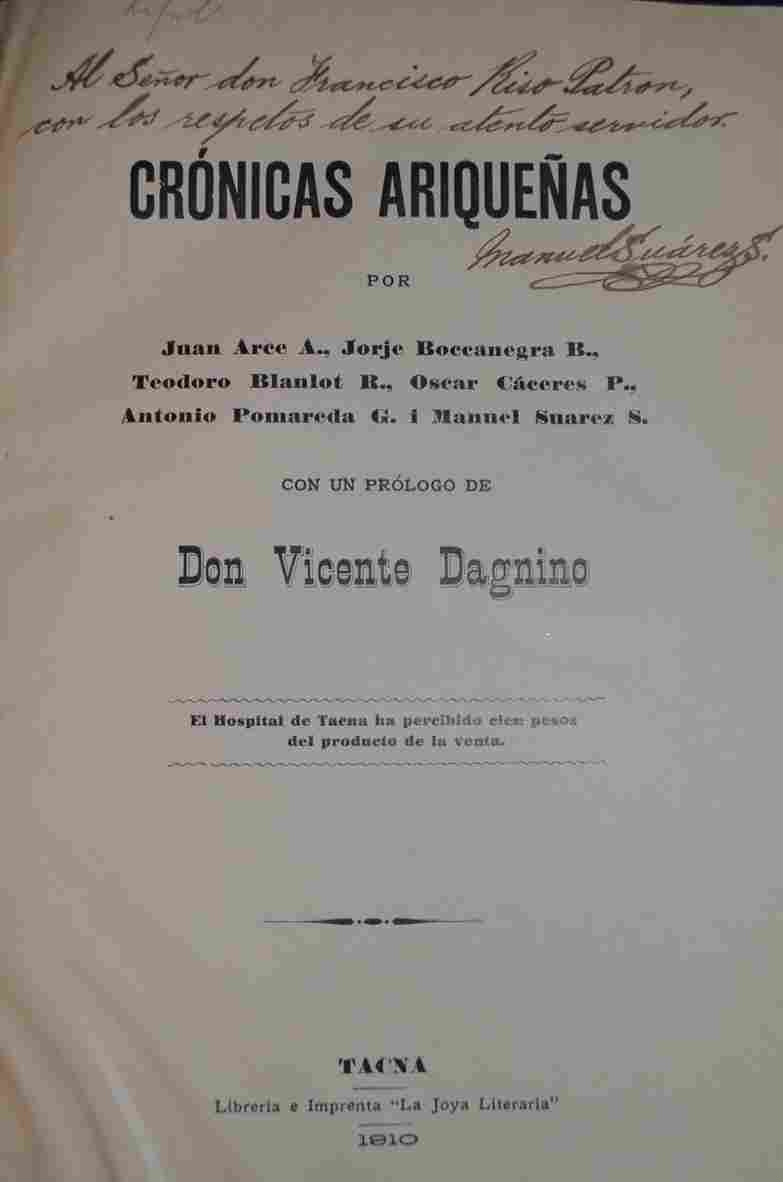 Al Señor don Francisco Riso Patron,
con los respetos de su atento servidor.
CRÓNICAS ARIQUEÑAS
Manuel Suárez S.
POR
Juan Arce A., Jorje Boccanegra B.,
Teodoro Blanlot R., Oscar Cáceres P.,
Antonio Pomareda G. i Manuel Suarez S.
CON UN PRÓLOGO DE
Don Vicente Dagnino
El Hospital de Tacna ha percibido cien pesos
del producto de la venta.
TACNA
Libreria e Imprenta "La Joya Literaria"
1910